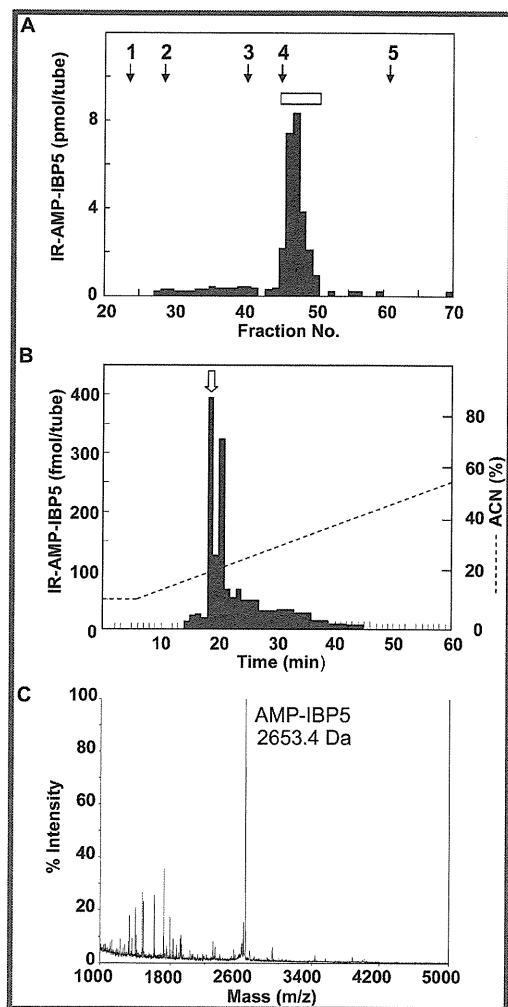 A
1 2 3 4 5
IR-AMP-IBP5 (pmol/tube)
8
4
0
20 30 40 50 60 70
Fraction No.
B
IR-AMP-IBP5 (fmol/tube)
400
300
200
100
0
80
60
40
20
0
ACN (%)
10 20 30 40 50 60
Time (min)
C
AMP-IBP5
2653.4 Da
% Intensity
100
80
60
40
20
0
1000 1800 2600 3400 4200 5000
Mass (m/z)